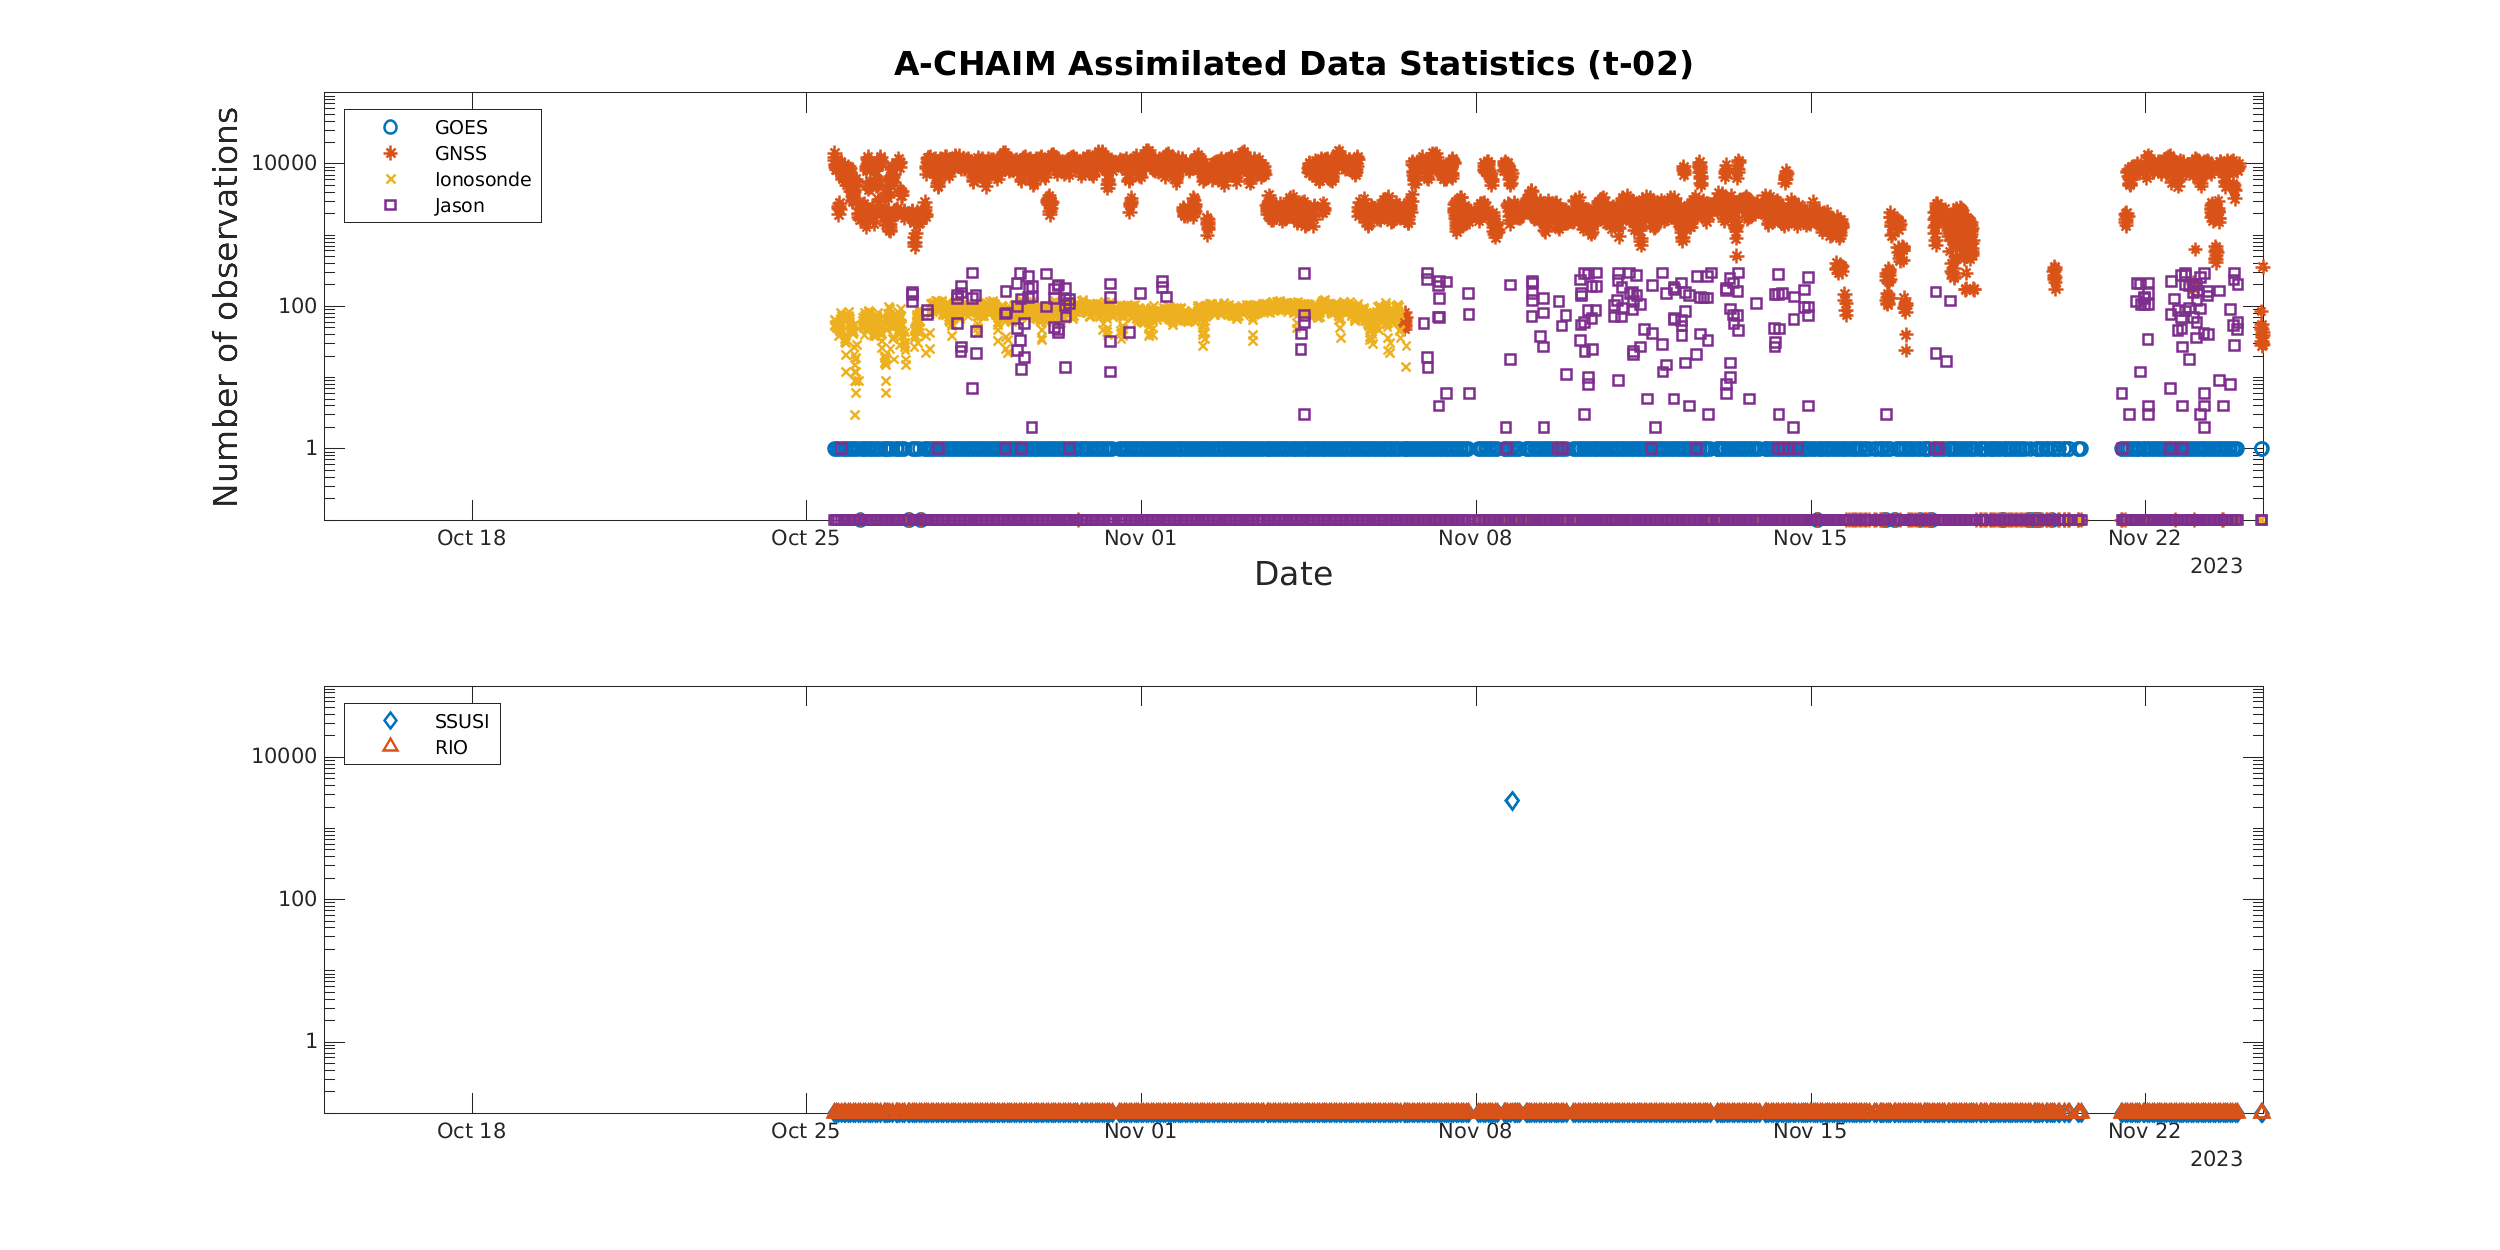 A-CHAIM Assimilated Data Statistics (t-02)
GOES
GNSS
Ionosonde
Jason
Number of observations
10000
100
1
Oct 18 Oct 25 Nov 01 Nov 08 Nov 15 Nov 22
2023
Date
SSUSI
RIO
10000
100
1
Oct 18 Oct 25 Nov 01 Nov 08 Nov 15 Nov 22
2023